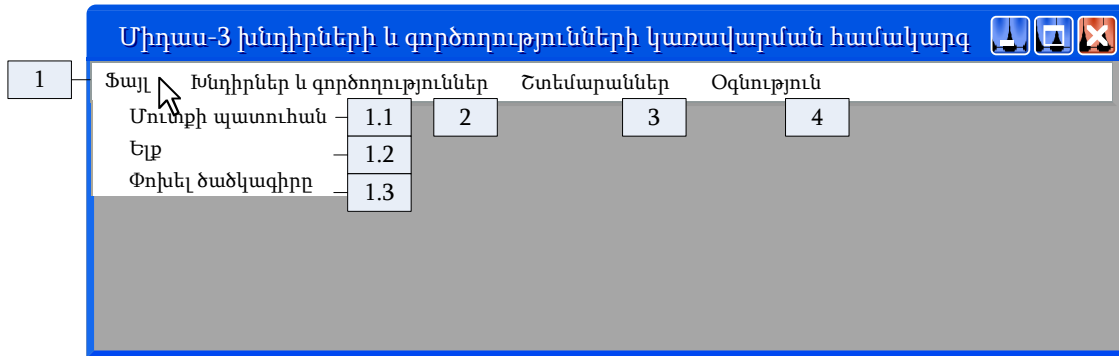 Միդաս-3 խնդիրների և գործողությունների կառավարման համակարգ
1 Ֆայլ Խնդիրներ և գործողություններ Շտեմարաններ Օգնություն
Մուտքի պատուհան 1.1 2 3 4
Ելք 1.2
Փոխել ծածկագիրը 1.3